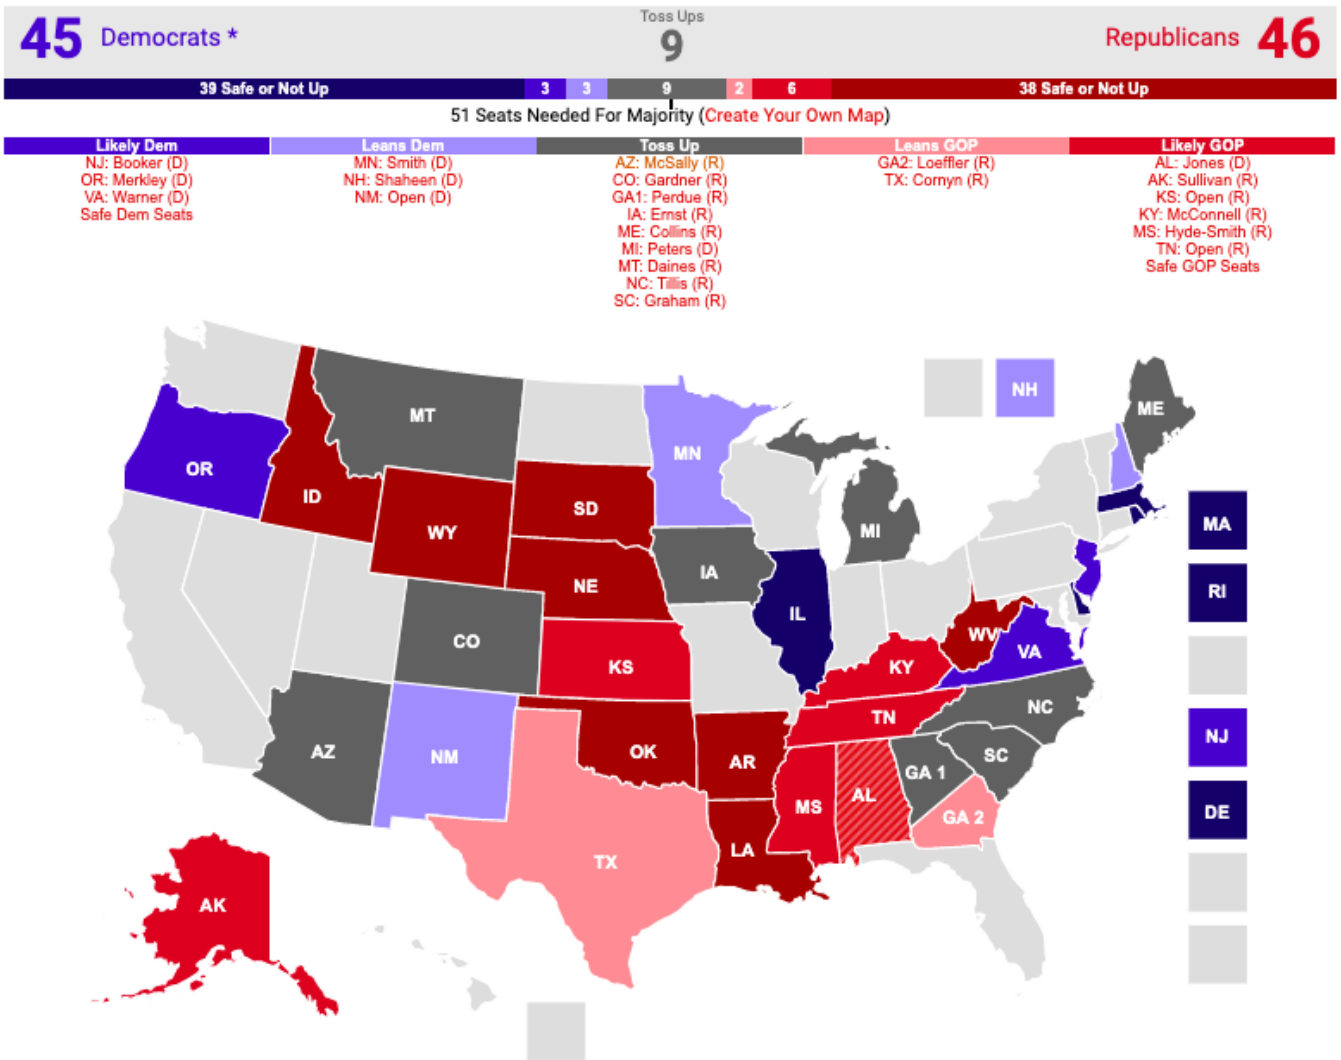 45 Democrats *
Toss Ups
9
Republicans 46
39 Safe or Not Up
3
3
9
2
6
38 Safe or Not Up
51 Seats Needed For Majority (Create Your Own Map)
Likely Dem
NJ: Booker (D)
OR: Merkley (D)
VA: Warner (D)
Safe Dem Seats
Leans Dem
MN: Smith (D)
NH: Shaheen (D)
NM: Open (D)
Toss Up
AZ: McSally (R)
CO: Gardner (R)
GA1: Perdue (R)
IA: Ernst (R)
ME: Collins (R)
MI: Peters (D)
MT: Daines (R)
NC: Tillis (R)
SC: Graham (R)
Leans GOP
GA2: Loeffler (R)
TX: Cornyn (R)
Likely GOP
AL: Jones (D)
AK: Sullivan (R)
KS: Open (R)
KY: McConnell (R)
MS: Hyde-Smith (R)
TN: Open (R)
Safe GOP Seats
NH
ME
MT
MN
OR
ID
SD
WY
MI
MA
IA
NE
RI
IL
WV
CO
VA
KS
KY
NC
TN
NJ
AZ
NM
OK
AR
SC
GA 1
AL
MS
DE
GA 2
LA
TX
AK